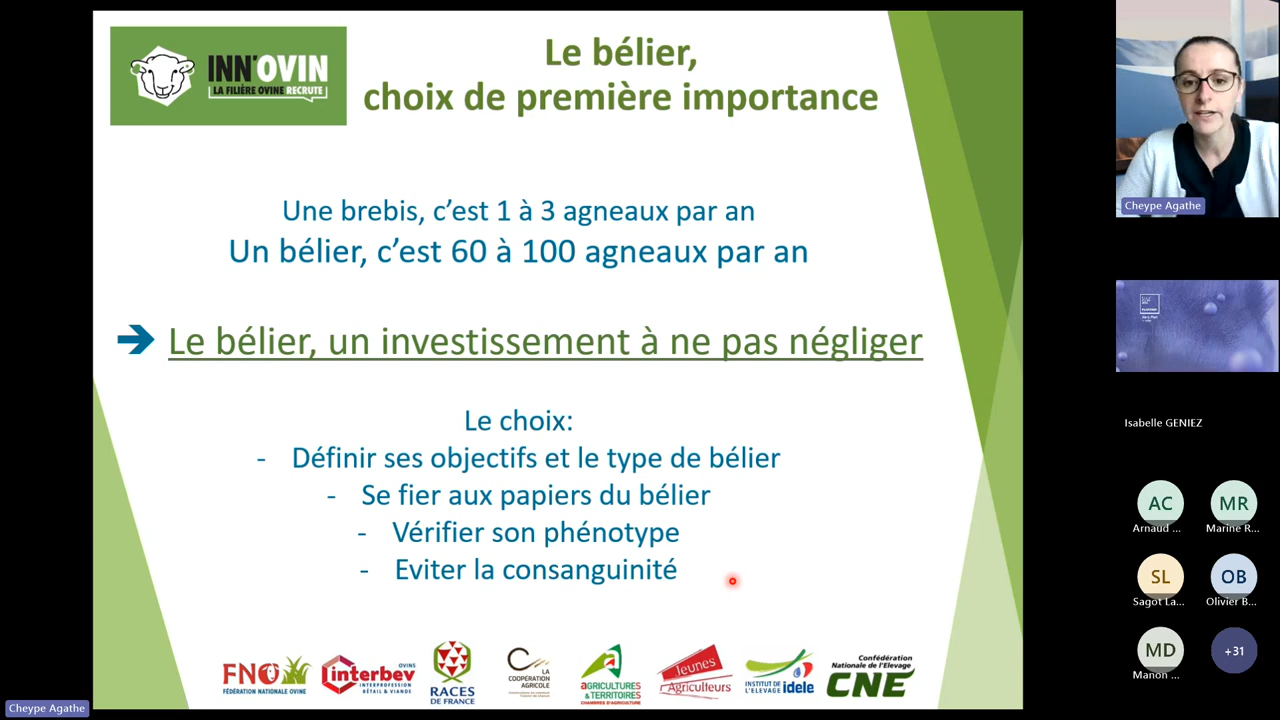 INN'OVIN
LA FILIÈRE OVINE RECRUTE
Le bélier,
choix de première importance
Une brebis, c'est 1 à 3 agneaux par an
Un bélier, c'est 60 à 100 agneaux par an
➔ Le bélier, un investissement à ne pas négliger
Le choix:
- Définir ses objectifs et le type de bélier
- Se fier aux papiers du bélier
- Vérifier son phénotype
- Eviter la consanguinité
FNO
FÉDÉRATION NATIONALE OVINE
interbev OVINS
INTERPROFESSION
BÉTAIL & VIANDE
RACES
DE FRANCE
LA
COOPÉRATION
AGRICOLE
AGRICULTURES
& TERRITOIRES
CHAMBRES D'AGRICULTURE
Jeunes
Agriculteurs
INSTITUT DE
L'ELEVAGE idele
Confédération
Nationale de l'Elevage
CNE
Cheype Agathe
Cheype Agathe
Isabelle GENIEZ
AC
MR
Arnaud ...
Marine R...
SL
OB
Sagot La...
Olivier B...
MD
+31
Manon ...